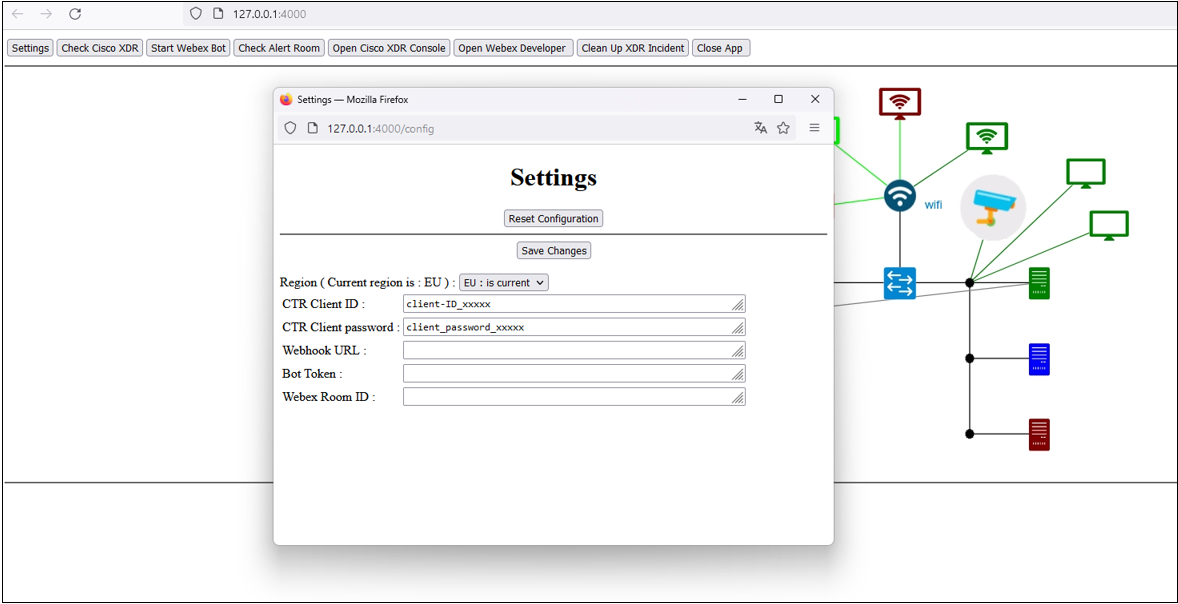 127.0.0.1:4000
Settings Check Cisco XDR Start Webex Bot Check Alert Room Open Cisco XDR Console Open Webex Developer Clean Up XDR Incident Close App
Settings — Mozilla Firefox
127.0.0.1:4000/config
Settings
Reset Configuration
Save Changes
Region ( Current region is : EU ) : EU : is current
CTR Client ID : client-ID_xxxxx
CTR Client password : client_password_xxxxx
Webhook URL :
Bot Token :
Webex Room ID :
wifi